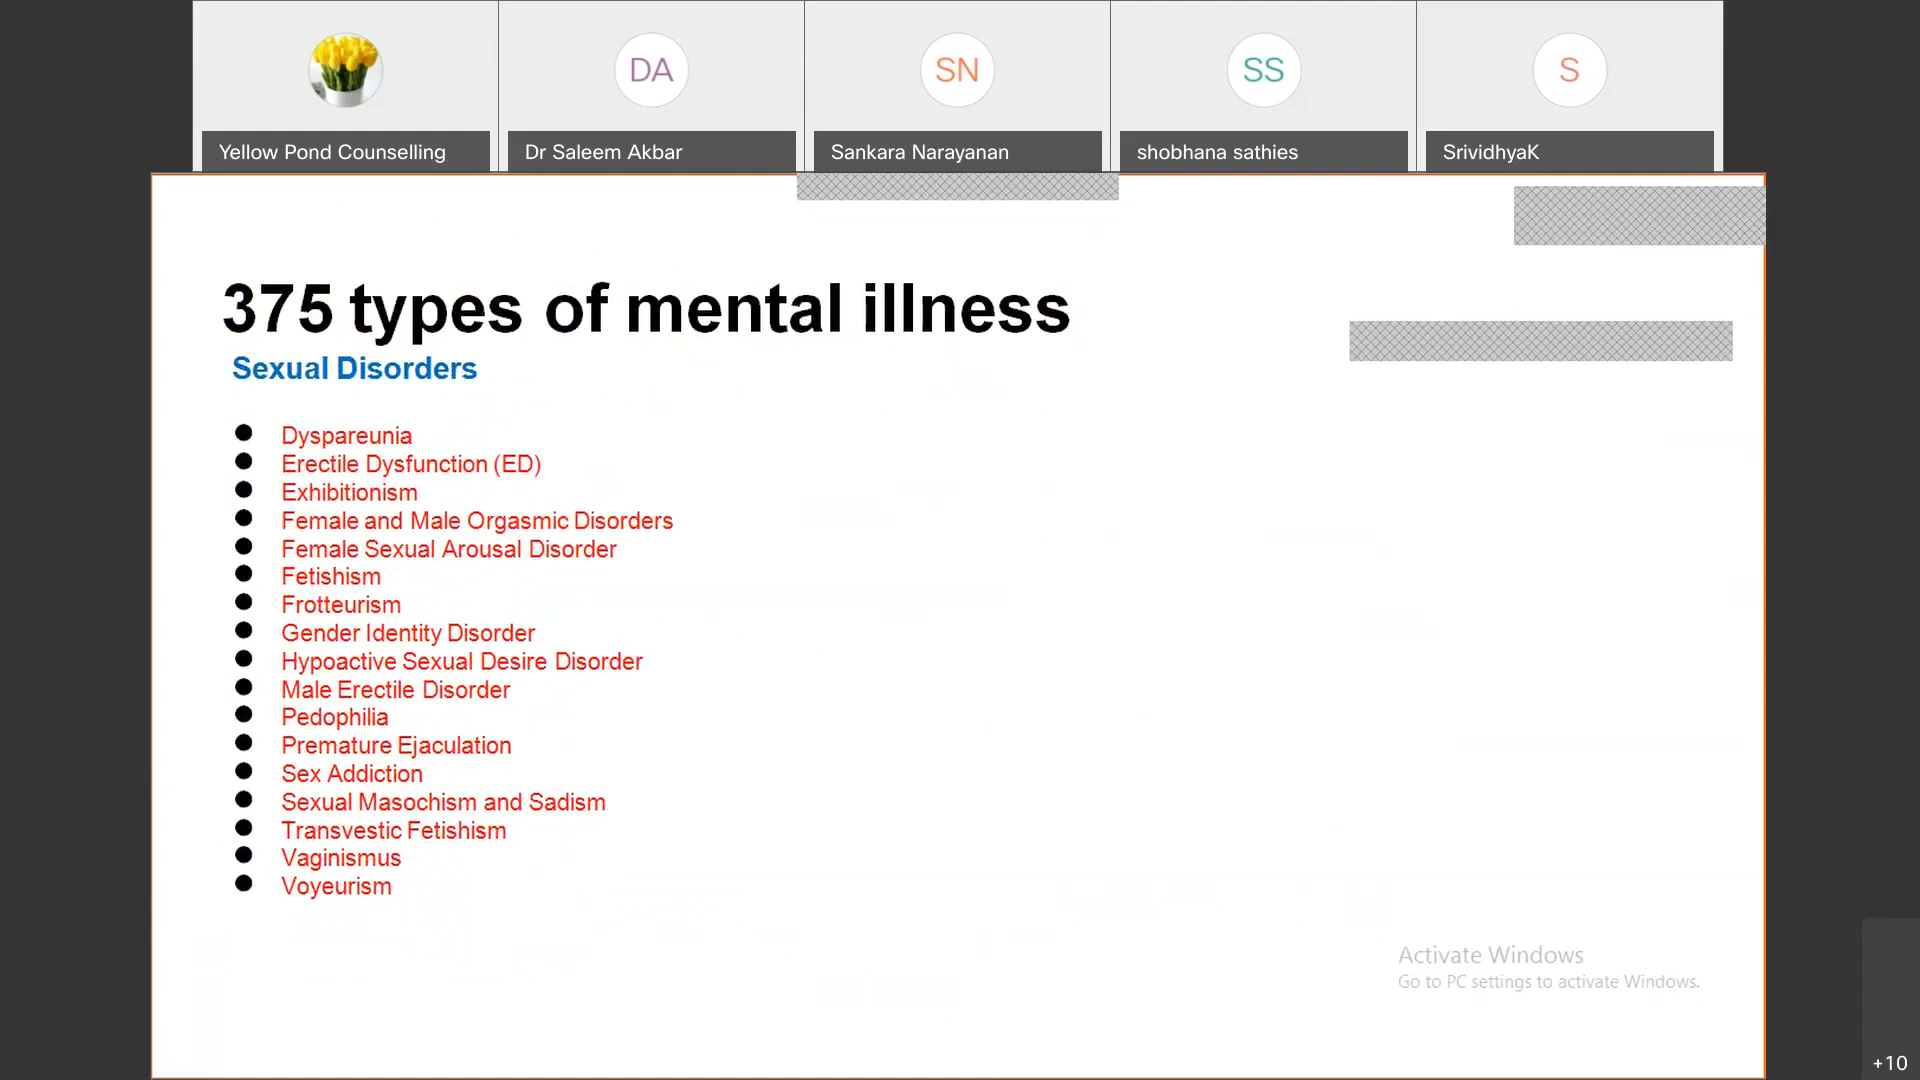 DA
SN
SS
S
Yellow Pond Counselling
Dr Saleem Akbar
Sankara Narayanan
shobhana sathies
SrividhyaK
375 types of mental illness
Sexual Disorders
Dyspareunia
Erectile Dysfunction (ED)
Exhibitionism
Female and Male Orgasmic Disorders
Female Sexual Arousal Disorder
Fetishism
Frotteurism
Gender Identity Disorder
Hypoactive Sexual Desire Disorder
Male Erectile Disorder
Pedophilia
Premature Ejaculation
Sex Addiction
Sexual Masochism and Sadism
Transvestic Fetishism
Vaginismus
Voyeurism
Activate Windows
Go to PC settings to activate Windows.
+10